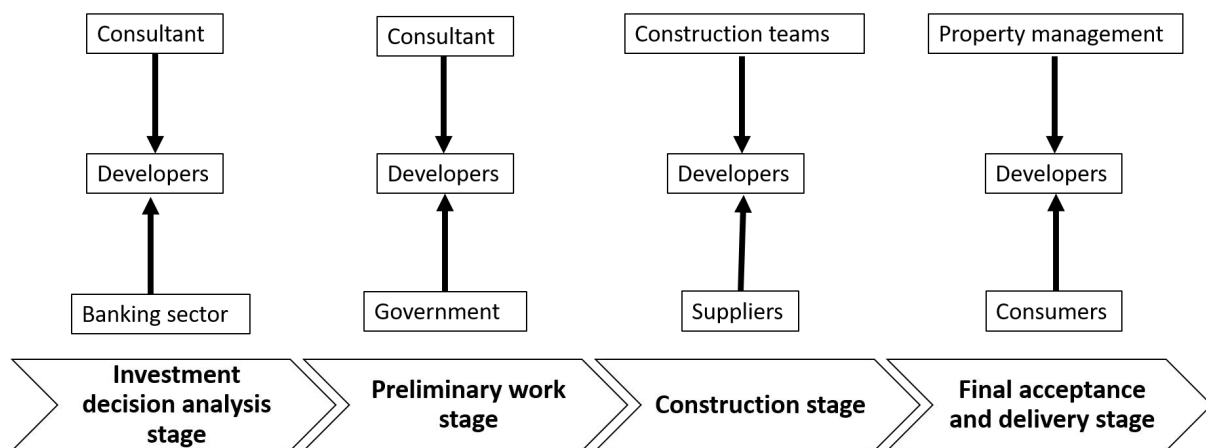 Consultant
Consultant
Construction teams
Property management
Developers
Developers
Developers
Developers
Banking sector
Government
Suppliers
Consumers
Investment
decision analysis
stage
Preliminary work
stage
Construction stage
Final acceptance
and delivery stage